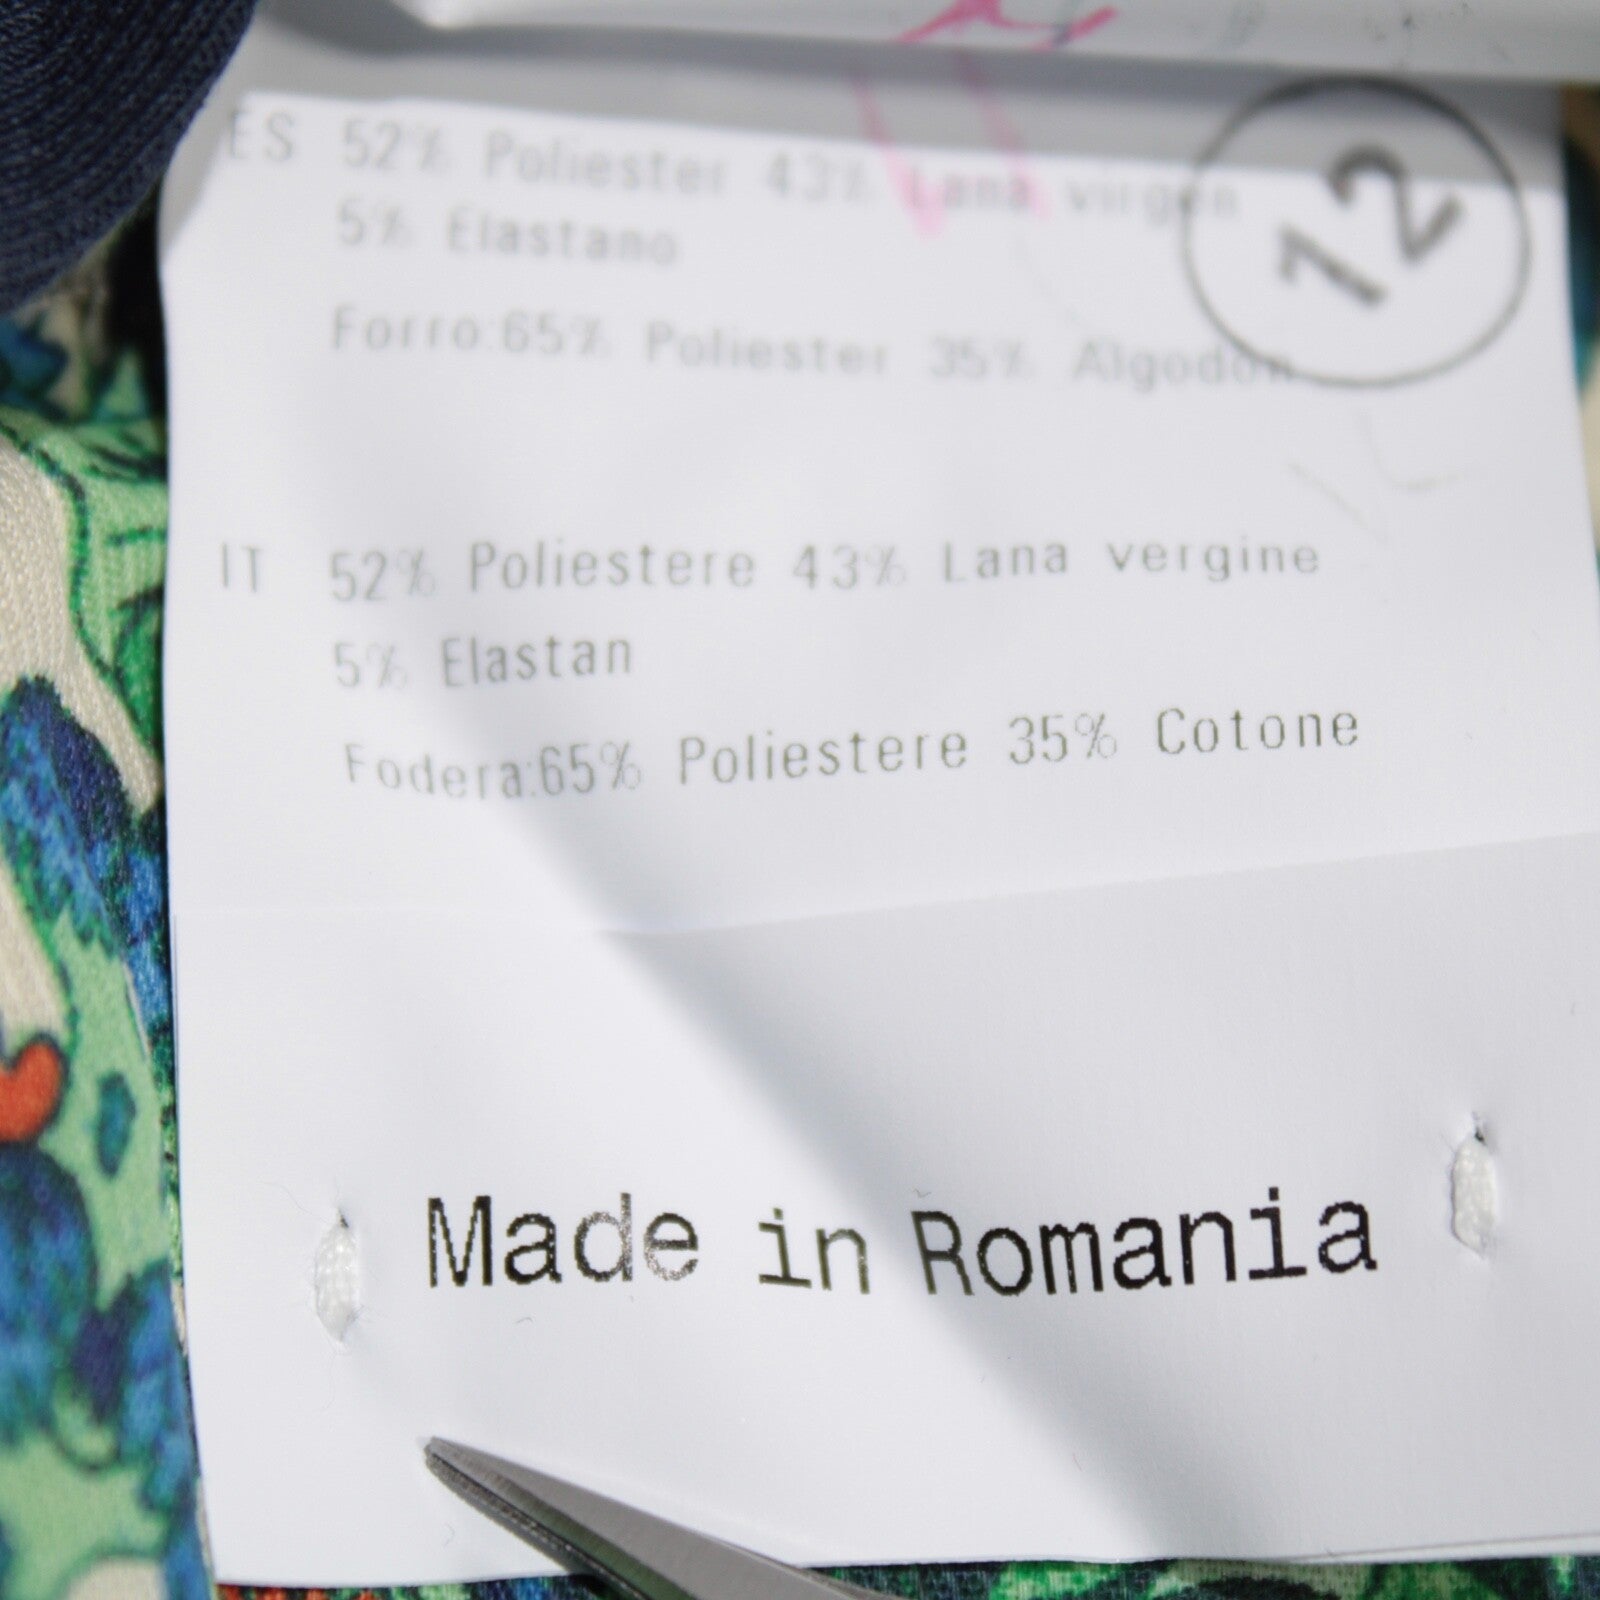 ES 52% Poliester 43% Lana virgen
5% Elastano
Forro:65% Poliester 35% Algodón
12
IT 52% Poliestere 43% Lana vergine
5% Elastan
Fodera:65% Poliestere 35% Cotone
Made in Romania